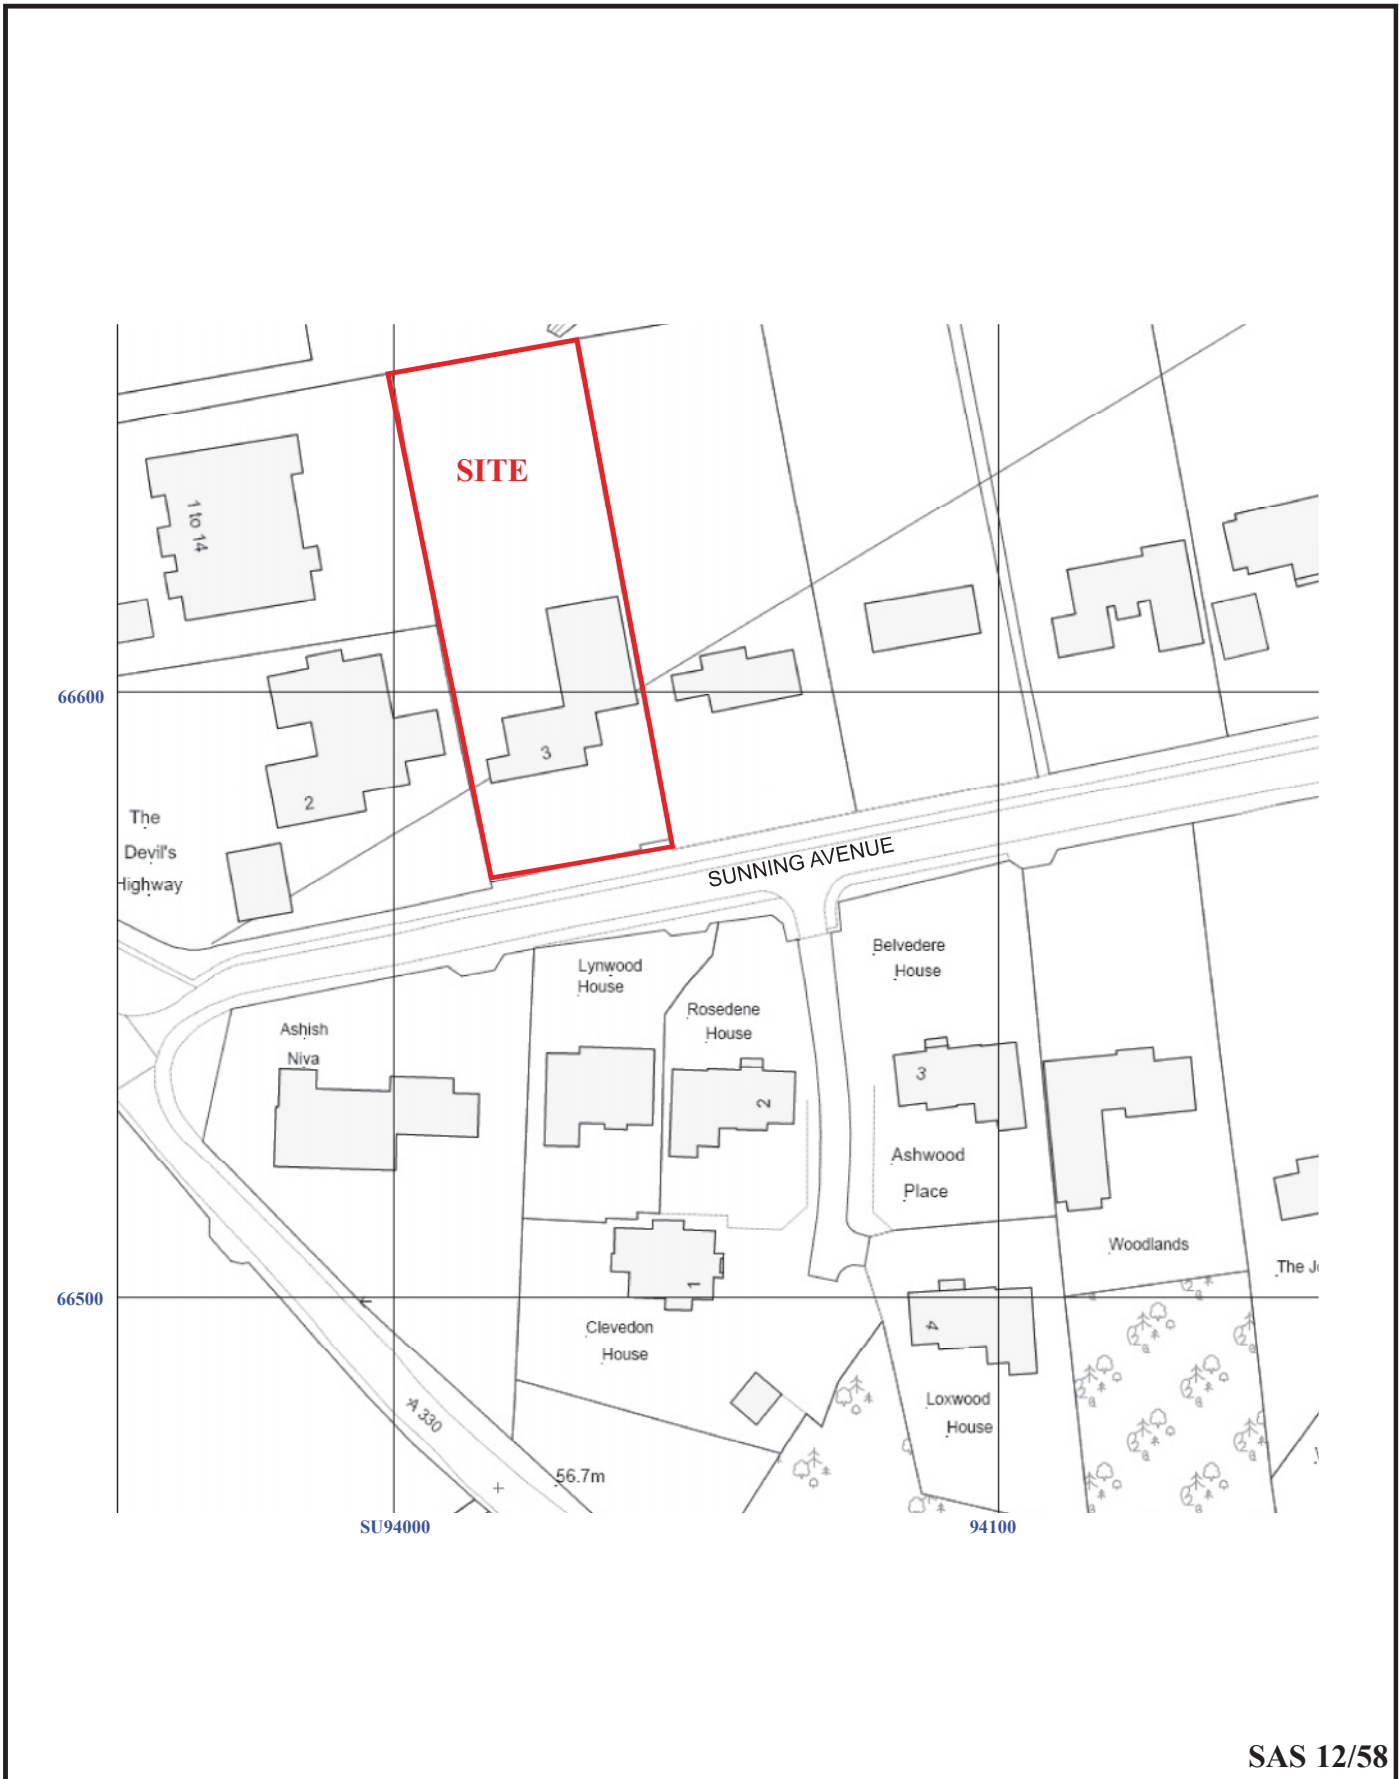 SITE
1 to 14
66600
3
2
The
Devil's
Highway
SUNNING AVENUE
Belvedere
House
Lynwood
House
Rosedene
House
Ashish
Niva
3
2
Ashwood
Place
Woodlands
The
1
66500
Clevedon
House
4
Loxwood
House
A 330
56.7m
SU94000
94100
SAS 12/58